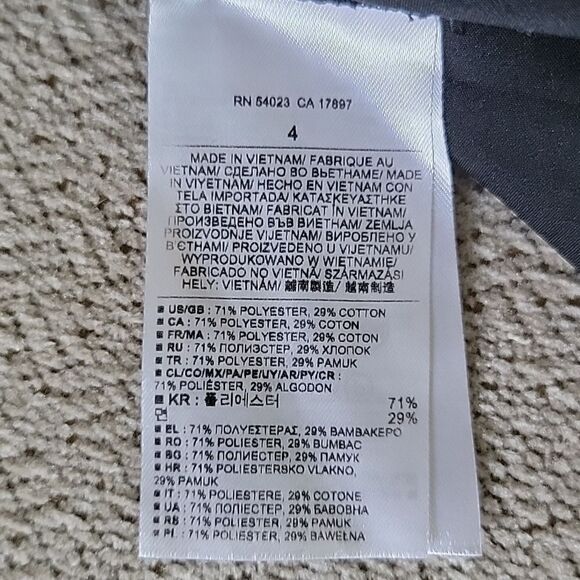 RN 54023 CA 17897
4
MADE IN VIETNAM/ FABRIQUE AU
VIETNAM/ СДЕЛАНО ВО ВЬЕТНАМЕ/ MADE
IN VIYETNAM/ HECHO EN VIETNAM CON
TELA IMPORTADA/ ΚΑΤΑΣΚΕΥΑΣΤΗΚΕ
ΣΤΟ ΒΙΕΤΝΑΜ/ FABRICAT ÎN VIETNAM/
ПРОИЗВЕДЕНО ВЪВ ВИЕТНАМ/ ZEMLJA
PROIZVODNJE VIJETNAM/ ВИРОБЛЕНО У
В'ЄТНАМІ/ PROIZVEDENO U VIJETNAMU/
WYPRODUKOWANO W WIETNAMIE/
FABRICADO NO VIETNÃ/ SZÁRMAZÁSI
HELY: VIETNÁM/ 越南製造/ 越南制造
US/GB : 71% POLYESTER, 29% COTTON
CA : 71% POLYESTER, 29% COTON
FR/MA : 71% POLYESTER, 29% COTON
RU : 71% ПОЛИЭСТЕР, 29% ХЛОПОК
TR : 71% POLYESTER, 29% PAMUK
CL/CO/MX/PA/PE/UY/AR/PY/CR :
71% POLIÉSTER, 29% ALGODON
KR : 폴리에스터 71%
면 29%
EL : 71% ΠΟΛΥΕΣΤΕΡΑΣ, 29% ΒΑΜΒΑΚΕΡΟ
RO : 71% POLIESTER, 29% BUMBAC
BG : 71% ПОЛИЕСТЕР, 29% ПАМУК
HR : 71% POLIESTERSKO VLAKNO,
29% PAMUK
IT : 71% POLIESTERE, 29% COTONE
UA : 71% ПОЛІЕСТЕР, 29% БАВОВНА
RS : 71% POLIESTER, 29% PAMUK
PL : 71% POLIESTER, 29% BAWEŁNA